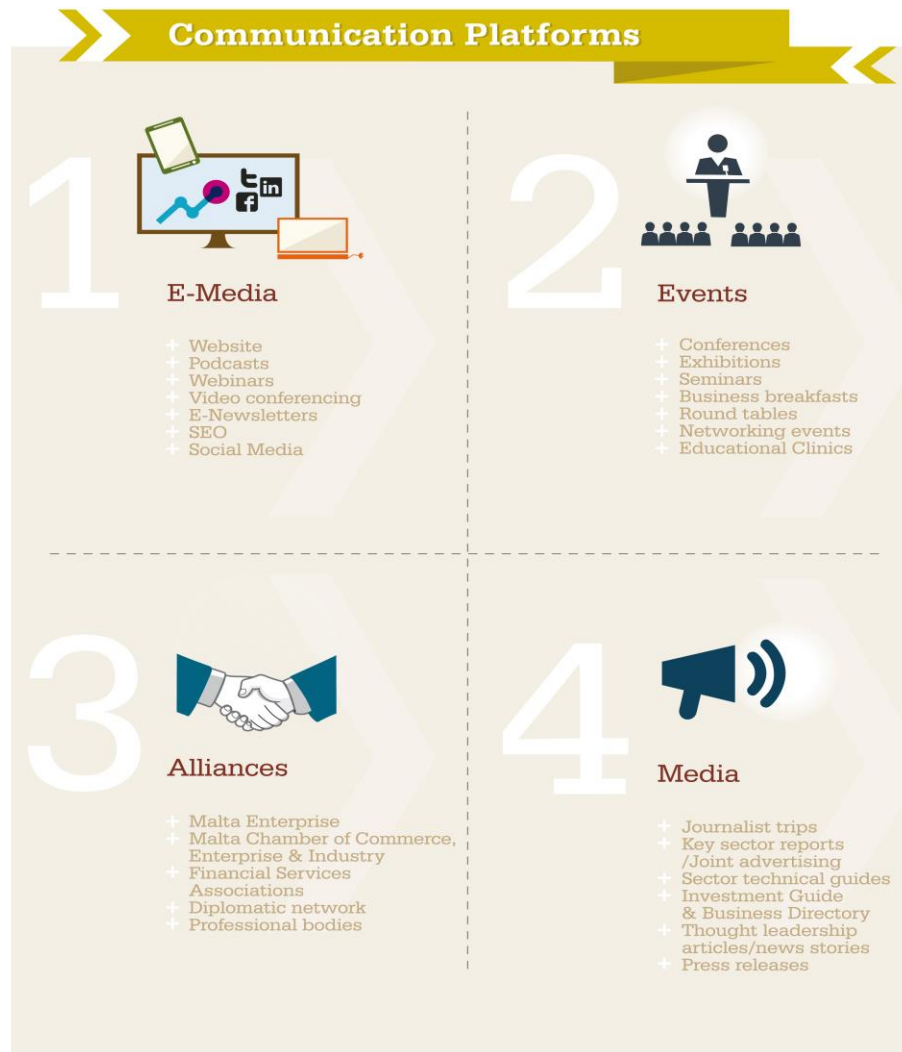 Communication Platforms
1
E-Media
+ Website
+ Podcasts
+ Webinars
+ Video conferencing
+ E-Newsletters
+ SEO
+ Social Media
2
Events
+ Conferences
+ Exhibitions
+ Seminars
+ Business breakfasts
+ Round tables
+ Networking events
+ Educational Clinics
3
Alliances
+ Malta Enterprise
+ Malta Chamber of Commerce,
Enterprise & Industry
+ Financial Services
Associations
+ Diplomatic network
+ Professional bodies
4
Media
+ Journalist trips
+ Key sector reports
/Joint advertising
+ Sector technical guides
+ Investment Guide
& Business Directory
+ Thought leadership
articles/news stories
+ Press releases